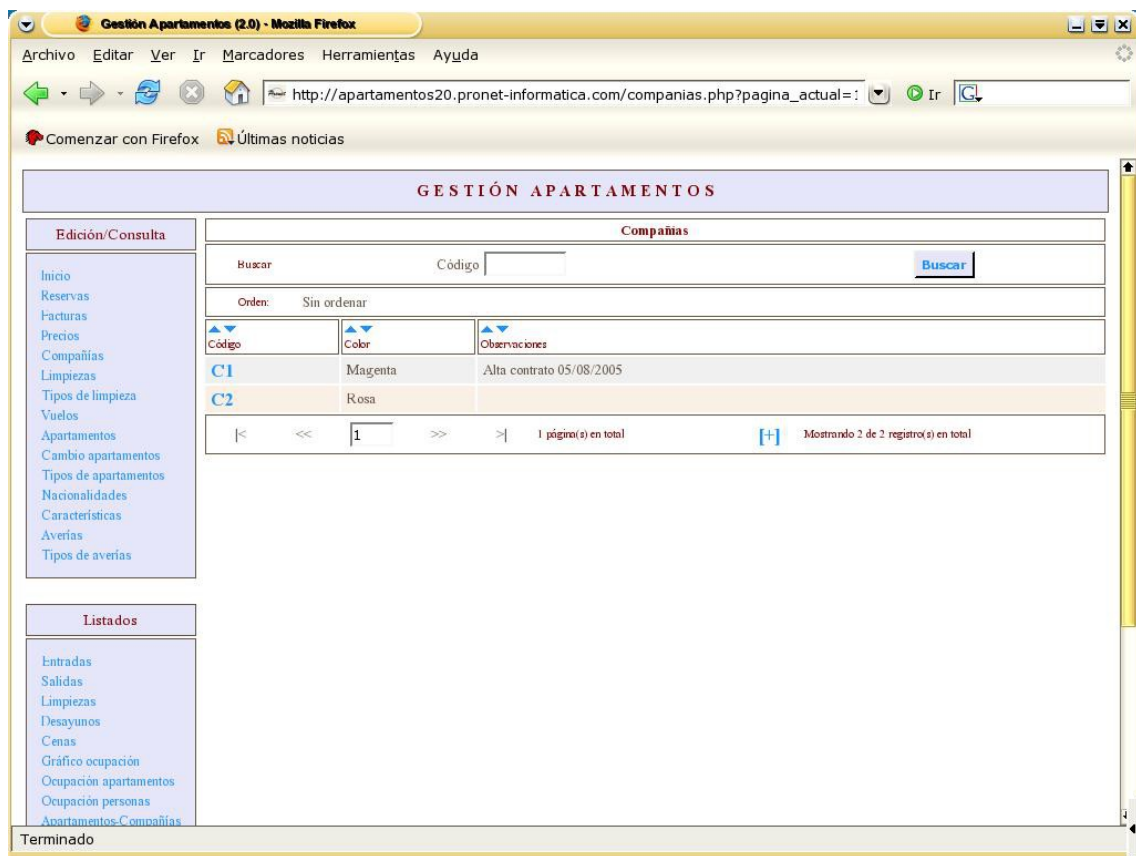 Gestión Apartamentos (2.0) - Mozilla Firefox
Archivo Editar Ver Ir Marcadores Herramientas Ayuda
http://apartamentos20.pronet-informatica.com/companias.php?pagina_actual=1 Ir G
Comenzar con Firefox Últimas noticias
GESTIÓN APARTAMENTOS
Edición/Consulta
Inicio
Reservas
Facturas
Precios
Compañías
Limpiezas
Tipos de limpieza
Vuelos
Apartamentos
Cambio apartamentos
Tipos de apartamentos
Nacionalidades
Características
Averías
Tipos de averías
Listados
Entradas
Salidas
Limpiezas
Desayunos
Cenas
Gráfico ocupación
Ocupación apartamentos
Ocupación personas
Apartamentos-Compañías
Compañias
Buscar Código Buscar
Orden: Sin ordenar
Código Color Observaciones
C1 Magenta Alta contrato 05/08/2005
C2 Rosa
|< << 1 >> >| 1 página(s) en total [+] Mostrando 2 de 2 registro(s) en total
Terminado